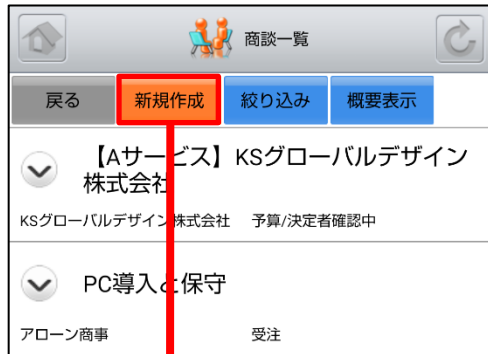 商談一覧
戻る 新規作成 絞り込み 概要表示
【Aサービス】KSグローバルデザイン
株式会社
KSグローバルデザイン株式会社 予算/決定者確認中
PC導入と保守
アローン商事 受注